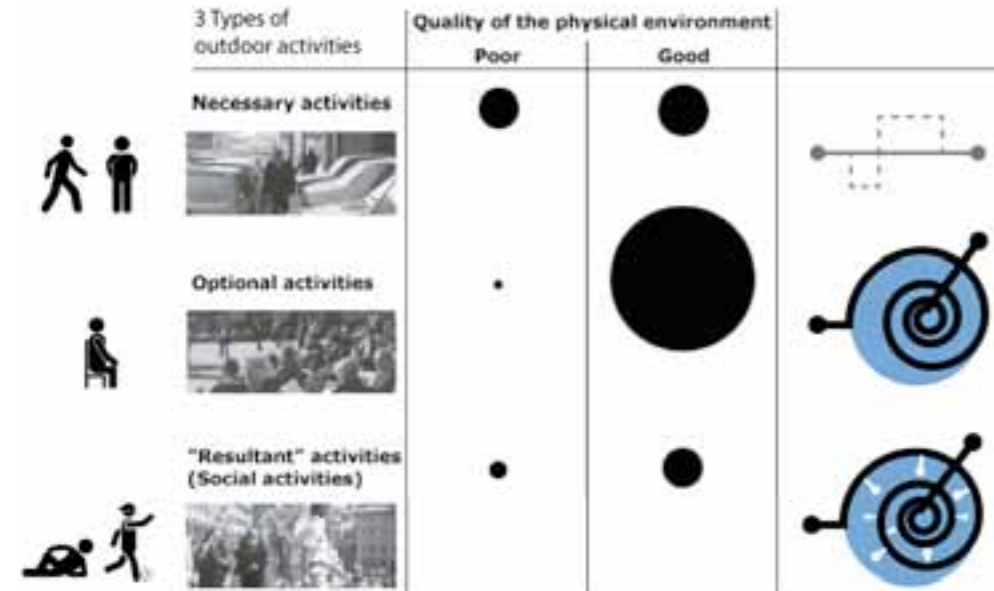 3 Types of
outdoor activities
Quality of the physical environment
Poor
Good
Necessary activities
Optional activities
"Resultant" activities
(Social activities)